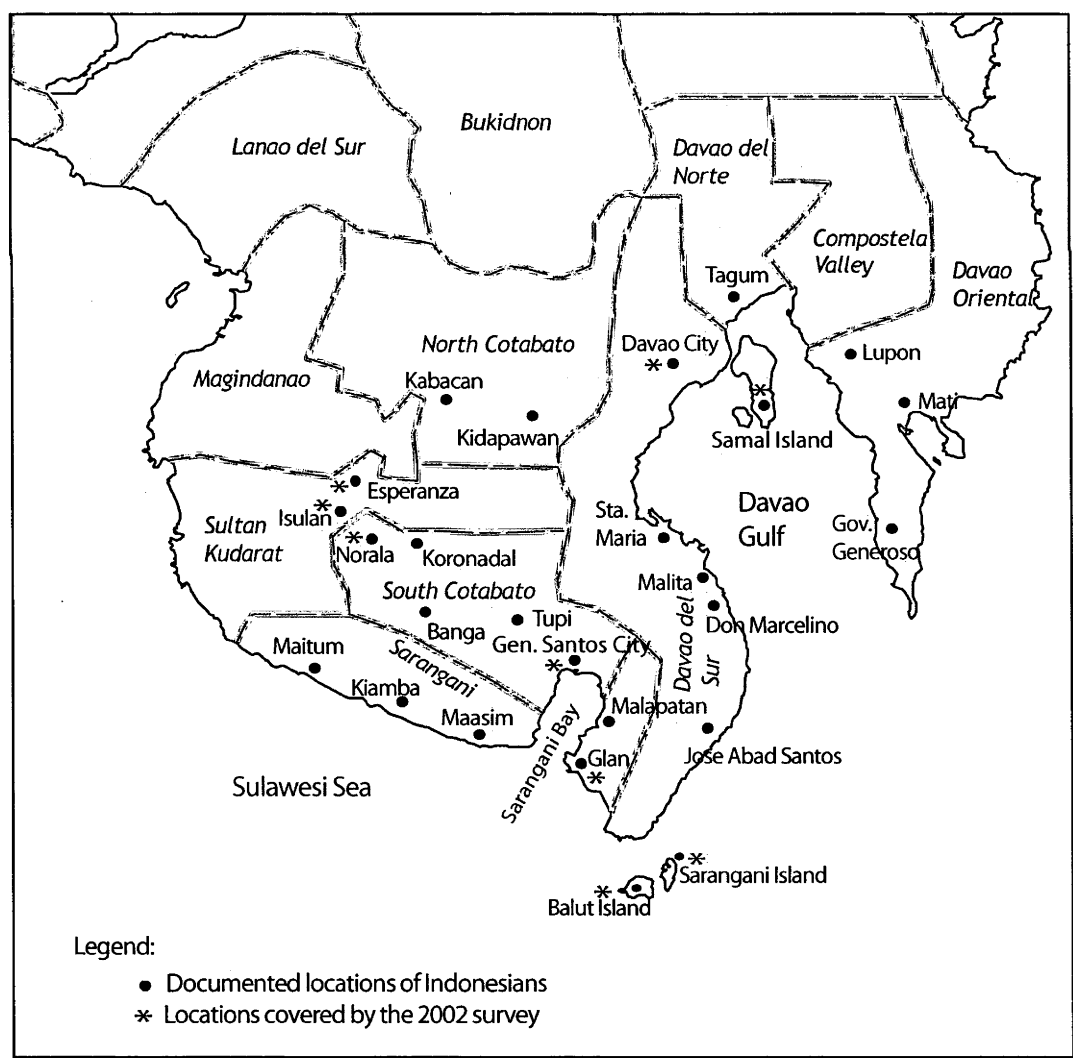 Bukidnon
Lanao del Sur
Davao del
Norte
Compostela
Valley
Davao
Oriental
Tagum
North Cotabato
Davao City
Lupon
Magindanao
Kabacan
Mati
Kidapawan
Samal Island
Esperanza
Isulan
Sultan
Kudarat
Norala
Koronadal
Sta.
Maria
Davao
Gulf
Gov.
Generoso
South Cotabato
Malita
Banga
Tupi
Don Marcelino
Gen. Santos City
Davao del
Sur
Maitum
Sarangani
Kiamba
Maasim
Malapatan
Sarangani Bay
Glan
Jose Abad Santos
Sulawesi Sea
Sarangani Island
Balut Island
Legend:
Documented locations of Indonesians
Locations covered by the 2002 survey